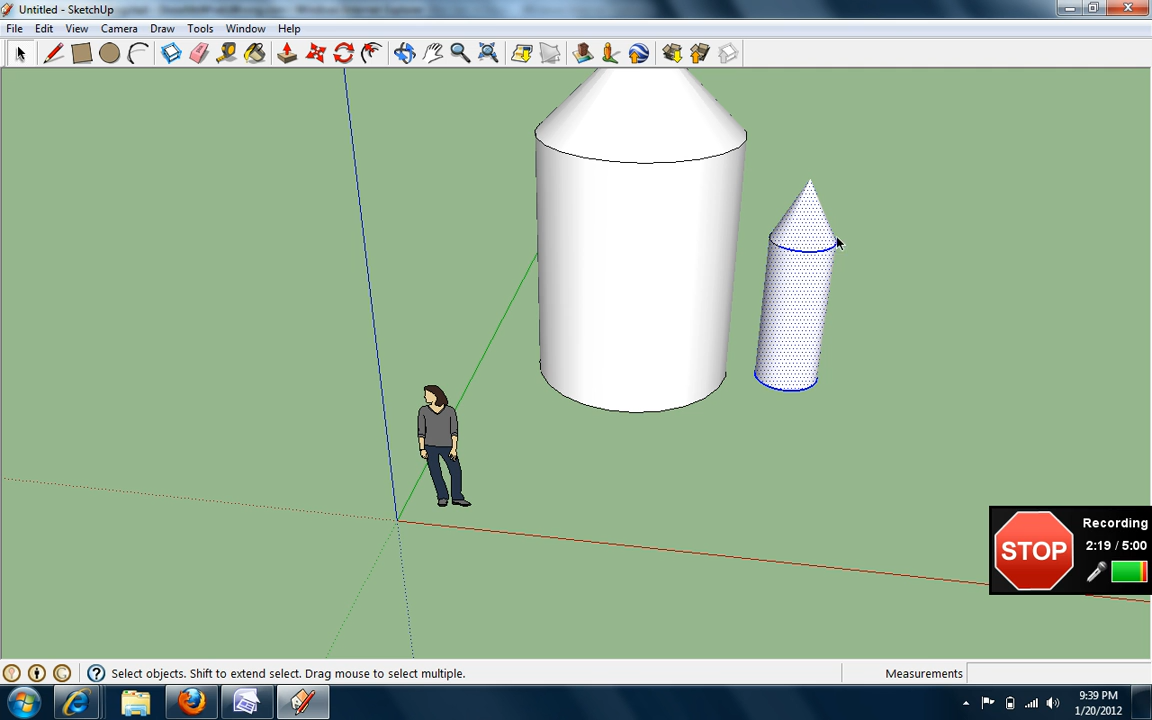 Untitled - SketchUp
File Edit View Camera Draw Tools Window Help
STOP
Recording
2:19 / 5:00
Select objects. Shift to extend select. Drag mouse to select multiple.
Measurements
9:39 PM
1/20/2012